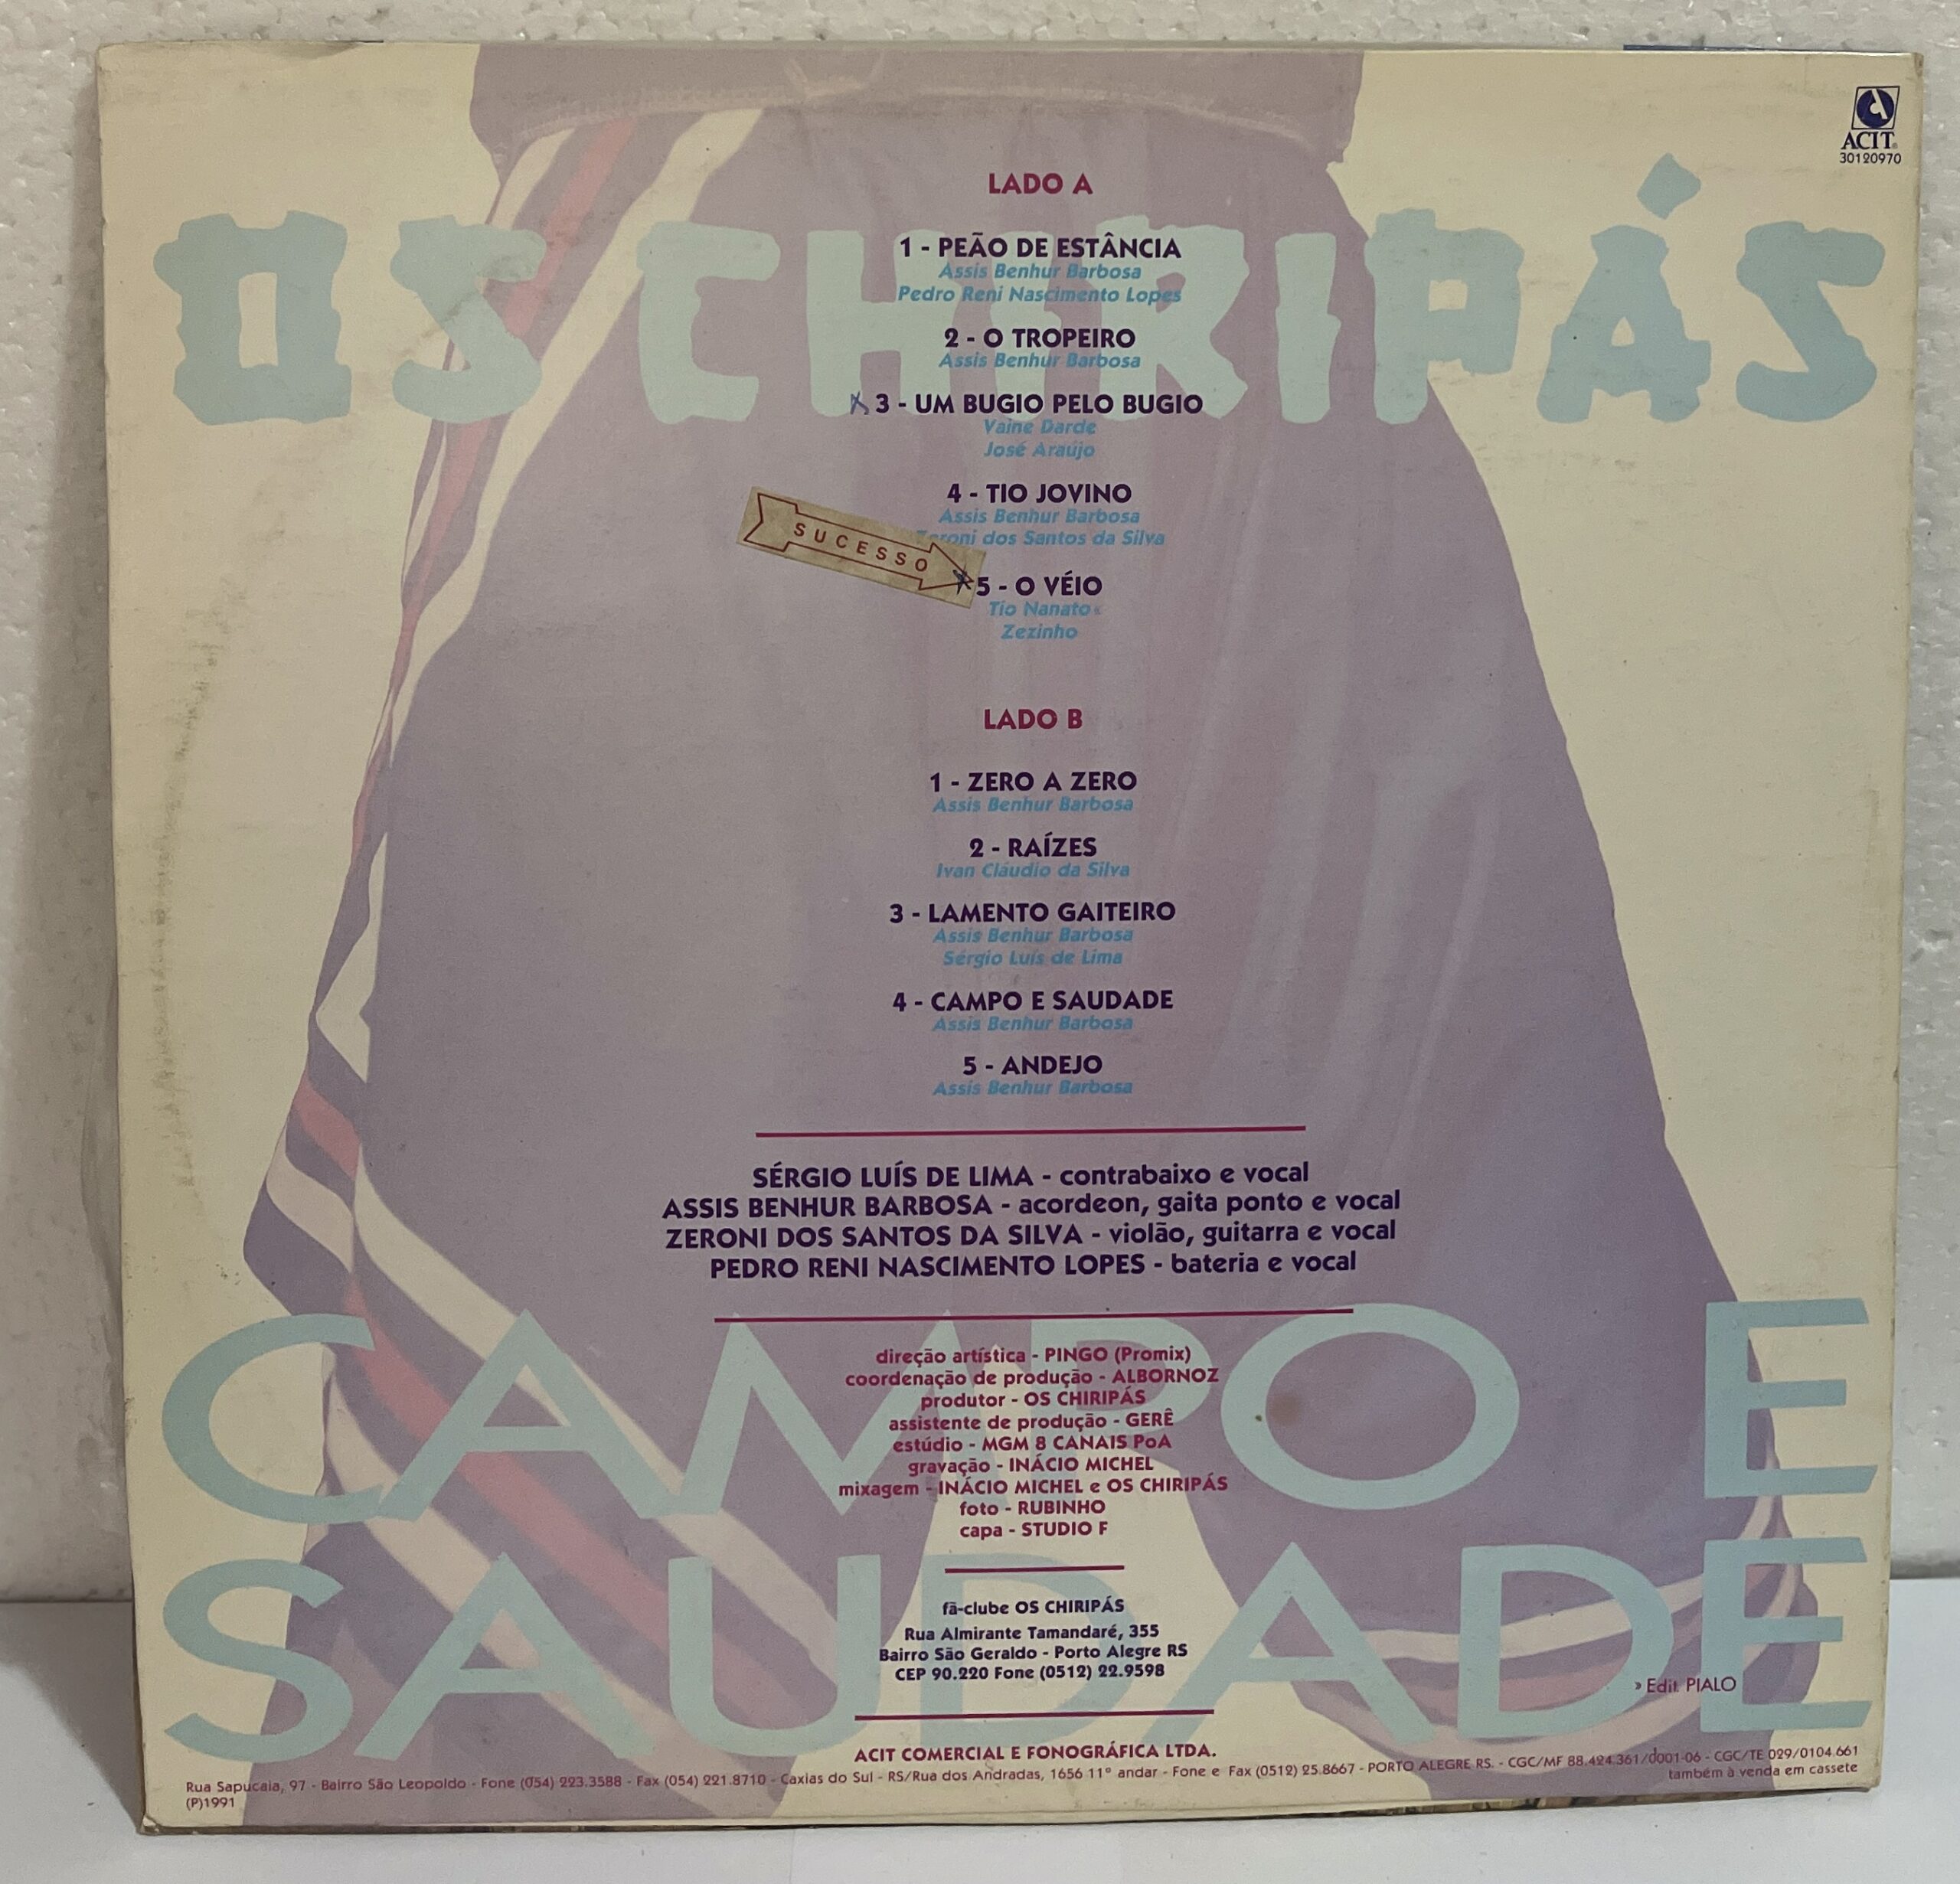 ACIT
30120970
OS CHIRIPÁS
LADO A
1 - PEÃO DE ESTÂNCIA
Assis Benhur Barbosa
Pedro Reni Nascimento Lopes
2 - O TROPEIRO
Assis Benhur Barbosa
3 - UM BUGIO PELO BUGIO
Vaine Darde
José Araújo
4 - TIO JOVINO
Assis Benhur Barbosa
Zeroni dos Santos da Silva
SUCESSO
5 - O VÉIO
Tio Nanato
Zezinho
LADO B
1 - ZERO A ZERO
Assis Benhur Barbosa
2 - RAÍZES
Ivan Cláudio da Silva
3 - LAMENTO GAITEIRO
Assis Benhur Barbosa
Sérgio Luís de Lima
4 - CAMPO E SAUDADE
Assis Benhur Barbosa
5 - ANDEJO
Assis Benhur Barbosa
SÉRGIO LUÍS DE LIMA - contrabaixo e vocal
ASSIS BENHUR BARBOSA - acordeon, gaita ponto e vocal
ZERONI DOS SANTOS DA SILVA - violão, guitarra e vocal
PEDRO RENI NASCIMENTO LOPES - bateria e vocal
CAMPO E
SAUDADE
direção artística - PINGO (Promix)
coordenação de produção - ALBORNOZ
produtor - OS CHIRIPÁS
assistente de produção - GERÊ
estúdio - MGM 8 CANAIS PoA
gravação - INÁCIO MICHEL
mixagem - INÁCIO MICHEL e OS CHIRIPÁS
foto - RUBINHO
capa - STUDIO F
fã-clube OS CHIRIPÁS
Rua Almirante Tamandaré, 355
Bairro São Geraldo - Porto Alegre RS
CEP 90.220 Fone (0512) 22.9598
» Edit. PIALO
ACIT COMERCIAL E FONOGRÁFICA LTDA.
Rua Sapucaia, 97 - Bairro São Leopoldo - Fone (054) 223.3588 - Fax (054) 221.8710 - Caxias do Sul - RS/Rua dos Andradas, 1656 11º andar - Fone e Fax (0512) 25.8667 - PORTO ALEGRE RS. - CGC/MF 88.424.361/0001-06 - CGC/TE 029/0104.661
também à venda em cassete
(P)1991